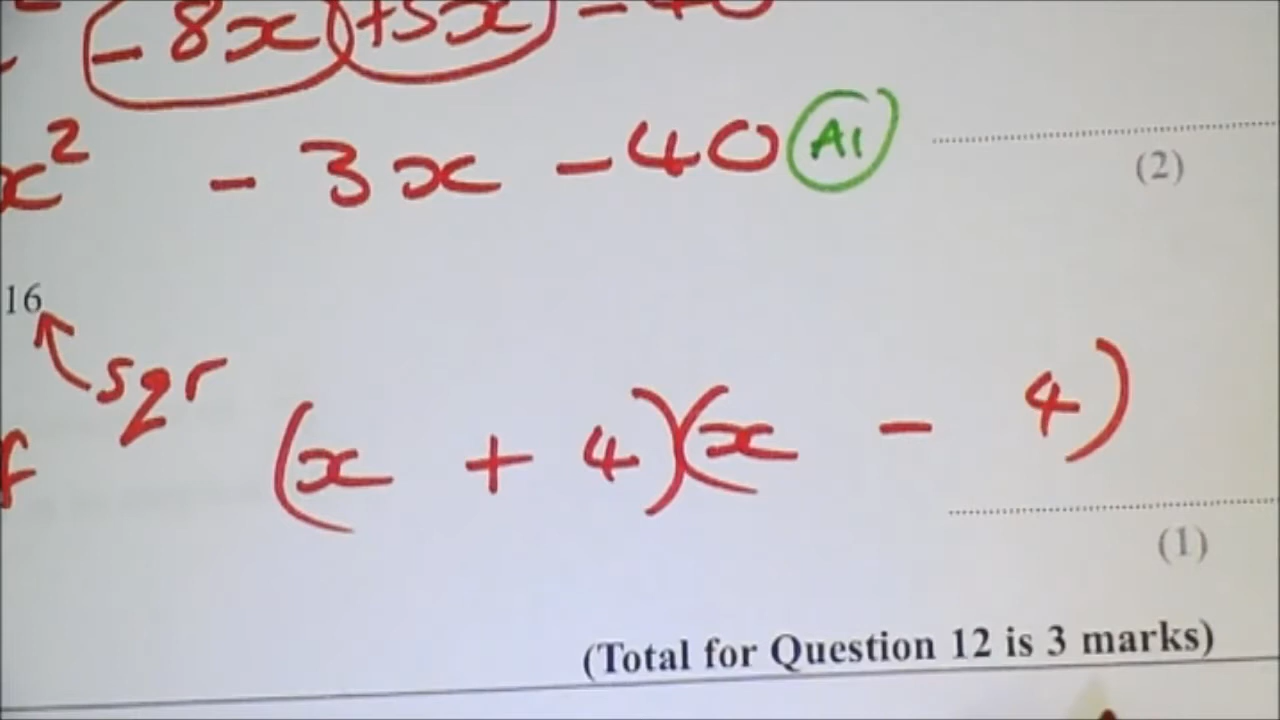 - 8x + 5x - 40
x² - 3x - 40 A1
(2)
16
sqr
f (x + 4)(x - 4)
(1)
(Total for Question 12 is 3 marks)